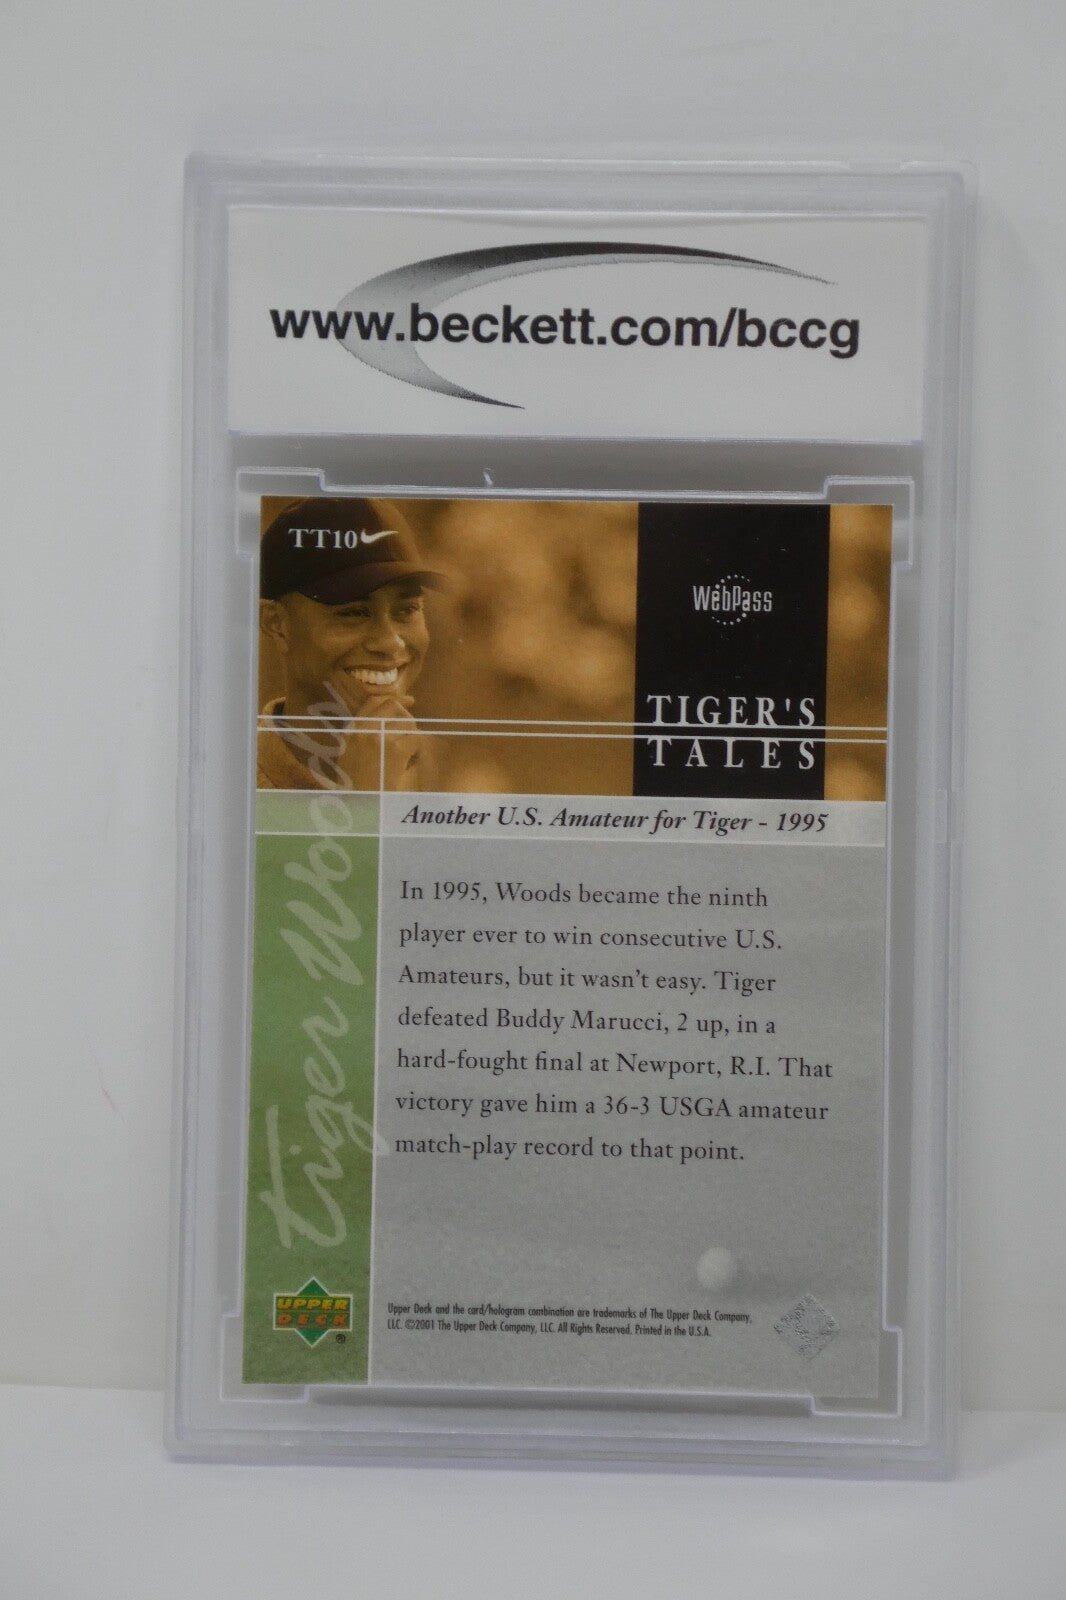 www.beckett.com/bccg
TT10
WebPass
TIGER'S
TALES
Another U.S. Amateur for Tiger - 1995
Tiger Woods
In 1995, Woods became the ninth
player ever to win consecutive U.S.
Amateurs, but it wasn't easy. Tiger
defeated Buddy Marucci, 2 up, in a
hard-fought final at Newport, R.I. That
victory gave him a 36-3 USGA amateur
match-play record to that point.
UPPER
DECK
®
Upper Deck and the card/hologram combination are trademarks of The Upper Deck Company,
LLC. ©2001 The Upper Deck Company, LLC. All Rights Reserved. Printed in the U.S.A.